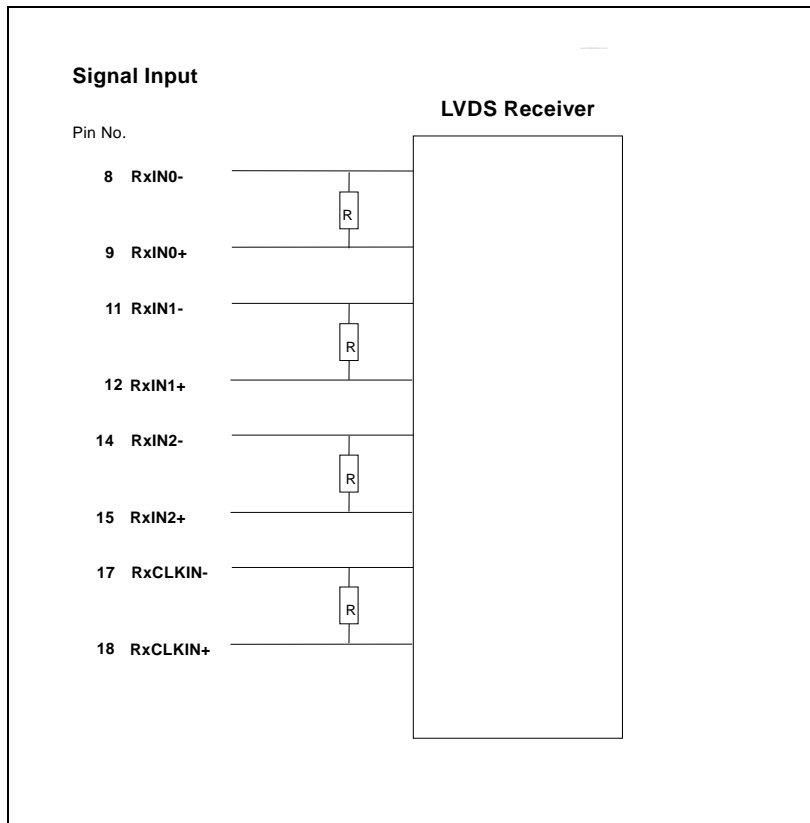 Signal Input
LVDS Receiver
Pin No.
8 RxIN0-
R
9 RxIN0+
11 RxIN1-
R
12 RxIN1+
14 RxIN2-
R
15 RxIN2+
17 RxCLKIN-
R
18 RxCLKIN+